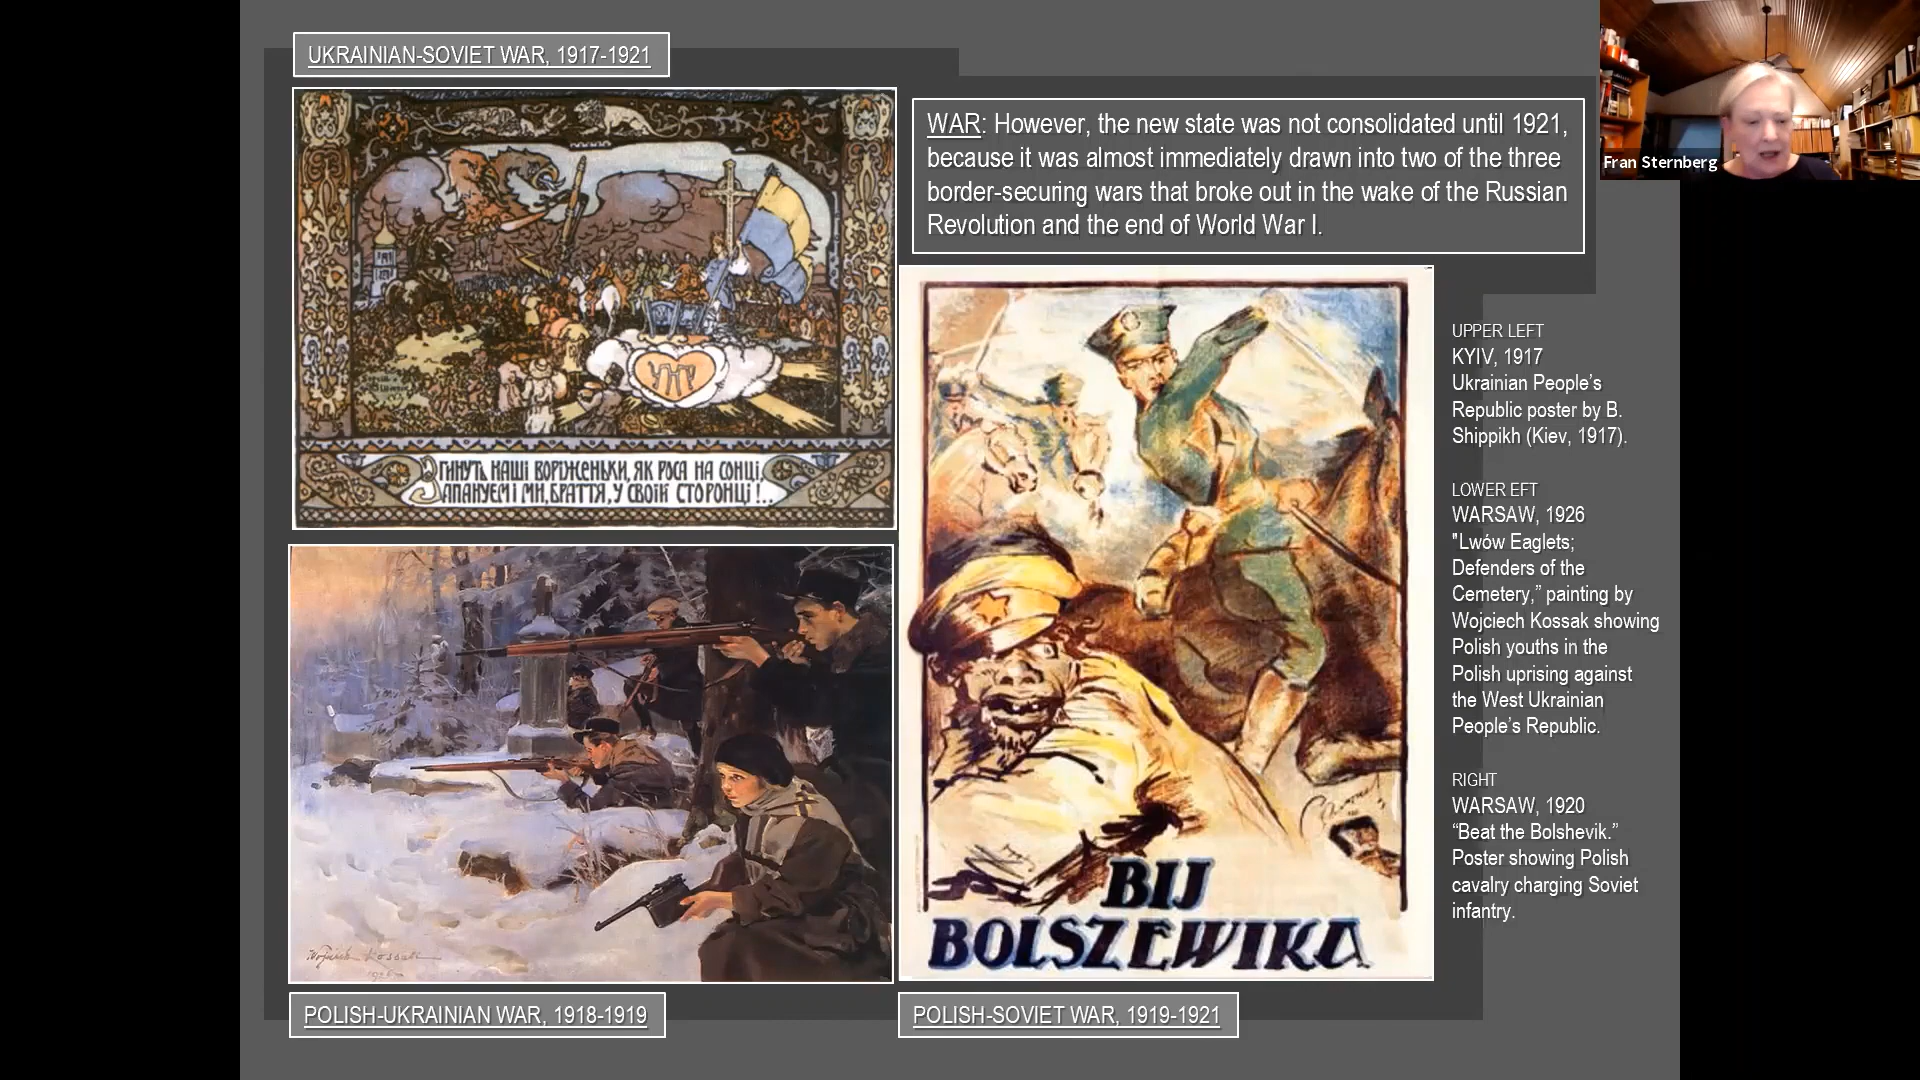 UKRAINIAN-SOVIET WAR, 1917-1921
WAR: However, the new state was not consolidated until 1921,
because it was almost immediately drawn into two of the three
border-securing wars that broke out in the wake of the Russian
Revolution and the end of World War I.
Fran Sternberg
УНР
Згинуть наші воріженьки, як роса на сонці,
Запануєм і ми, браття, у своїй сторонці!..
BIJ
BOLSZEWIKA
Wojciech Kossak
1926
UPPER LEFT
KYIV, 1917
Ukrainian People's
Republic poster by B.
Shippikh (Kiev, 1917).
LOWER EFT
WARSAW, 1926
"Lwów Eaglets;
Defenders of the
Cemetery," painting by
Wojciech Kossak showing
Polish youths in the
Polish uprising against
the West Ukrainian
People's Republic.
RIGHT
WARSAW, 1920
"Beat the Bolshevik."
Poster showing Polish
cavalry charging Soviet
infantry.
POLISH-UKRAINIAN WAR, 1918-1919
POLISH-SOVIET WAR, 1919-1921